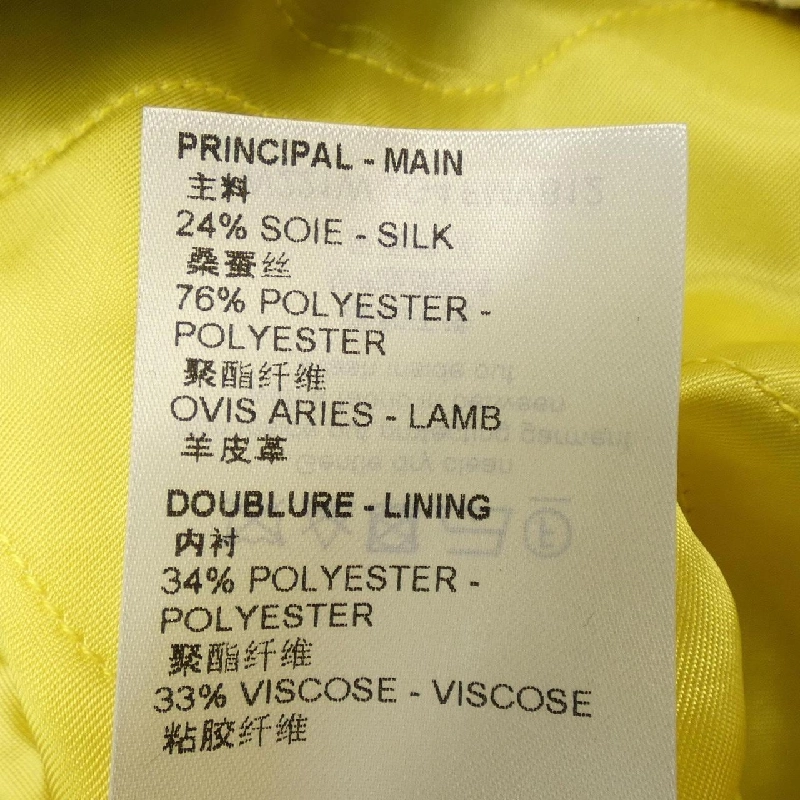 PRINCIPAL - MAIN
主料
24% SOIE - SILK
桑蚕丝
76% POLYESTER -
POLYESTER
聚酯纤维
OVIS ARIES - LAMB
羊皮革
DOUBLURE - LINING
内衬
34% POLYESTER -
POLYESTER
聚酯纤维
33% VISCOSE - VISCOSE
粘胶纤维